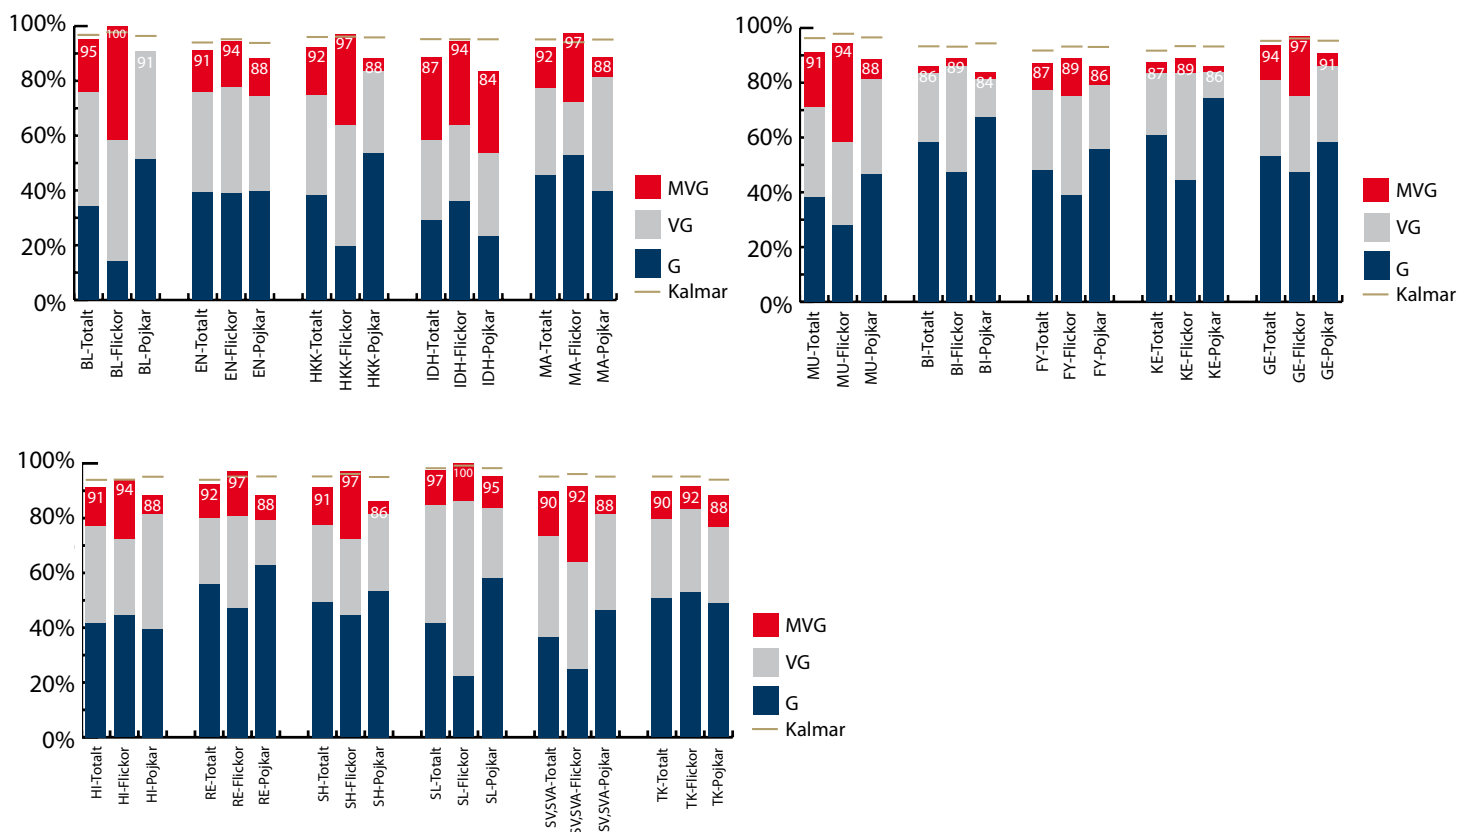 100%
80%
60%
40%
20%
0%
95
100
91
91
94
88
92
97
88
87
94
84
92
97
88
BL-Totalt
BL-Flickor
BL-Pojkar
EN-Totalt
EN-Flickor
EN-Pojkar
HKK-Totalt
HKK-Flickor
HKK-Pojkar
IDH-Totalt
IDH-Flickor
IDH-Pojkar
MA-Totalt
MA-Flickor
MA-Pojkar
MVG
VG
G
Kalmar
100%
80%
60%
40%
20%
0%
91
94
88
86
89
84
87
89
86
87
89
84
94
97
91
MU-Totalt
MU-Flickor
MU-Pojkar
BI-Totalt
BI-Flickor
BI-Pojkar
FY-Totalt
FY-Flickor
FY-Pojkar
KE-Totalt
KE-Flickor
KE-Pojkar
GE-Totalt
GE-Flickor
GE-Pojkar
MVG
VG
G
Kalmar
100%
80%
60%
40%
20%
0%
91
94
88
92
97
88
91
97
86
97
100
95
90
92
88
90
92
88
HI-Totalt
HI-Flickor
HI-Pojkar
RE-Totalt
RE-Flickor
RE-Pojkar
SH-Totalt
SH-Flickor
SH-Pojkar
SL-Totalt
SL-Flickor
SL-Pojkar
SV,SVA-Totalt
SV,SVA-Flickor
SV,SVA-Pojkar
TK-Totalt
TK-Flickor
TK-Pojkar
MVG
VG
G
Kalmar